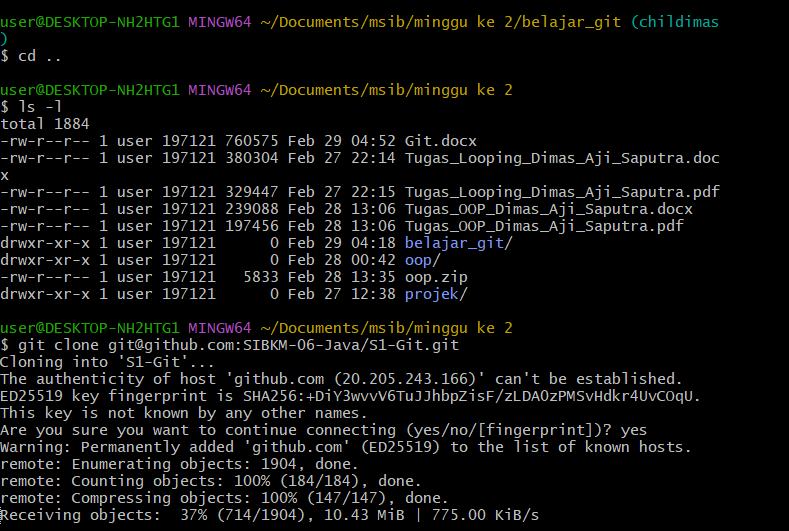 user@DESKTOP-NH2HTG1 MINGW64 ~/Documents/msib/minggu ke 2/belajar_git (childimas
)
$ cd ..
user@DESKTOP-NH2HTG1 MINGW64 ~/Documents/msib/minggu ke 2
$ ls -l
total 1884
-rw-r--r-- 1 user 197121 760575 Feb 29 04:52 Git.docx
-rw-r--r-- 1 user 197121 380304 Feb 27 22:14 Tugas_Looping_Dimas_Aji_Saputra.doc
x
-rw-r--r-- 1 user 197121 329447 Feb 27 22:15 Tugas_Looping_Dimas_Aji_Saputra.pdf
-rw-r--r-- 1 user 197121 239088 Feb 28 13:06 Tugas_OOP_Dimas_Aji_Saputra.docx
-rw-r--r-- 1 user 197121 197456 Feb 28 13:06 Tugas_OOP_Dimas_Aji_Saputra.pdf
drwxr-xr-x 1 user 197121      0 Feb 29 04:18 belajar_git/
drwxr-xr-x 1 user 197121      0 Feb 28 00:42 oop/
-rw-r--r-- 1 user 197121   5833 Feb 28 13:35 oop.zip
drwxr-xr-x 1 user 197121      0 Feb 27 12:38 projek/
user@DESKTOP-NH2HTG1 MINGW64 ~/Documents/msib/minggu ke 2
$ git clone git@github.com:SIBKM-06-Java/S1-Git.git
Cloning into 'S1-Git'...
The authenticity of host 'github.com (20.205.243.166)' can't be established.
ED25519 key fingerprint is SHA256:+DiY3wvvV6TuJJhbpZisF/zLDA0zPMSvHdkr4UvCOqU.
This key is not known by any other names.
Are you sure you want to continue connecting (yes/no/[fingerprint])? yes
Warning: Permanently added 'github.com' (ED25519) to the list of known hosts.
remote: Enumerating objects: 1904, done.
remote: Counting objects: 100% (184/184), done.
remote: Compressing objects: 100% (147/147), done.
Receiving objects:  37% (714/1904), 10.43 MiB | 775.00 KiB/s